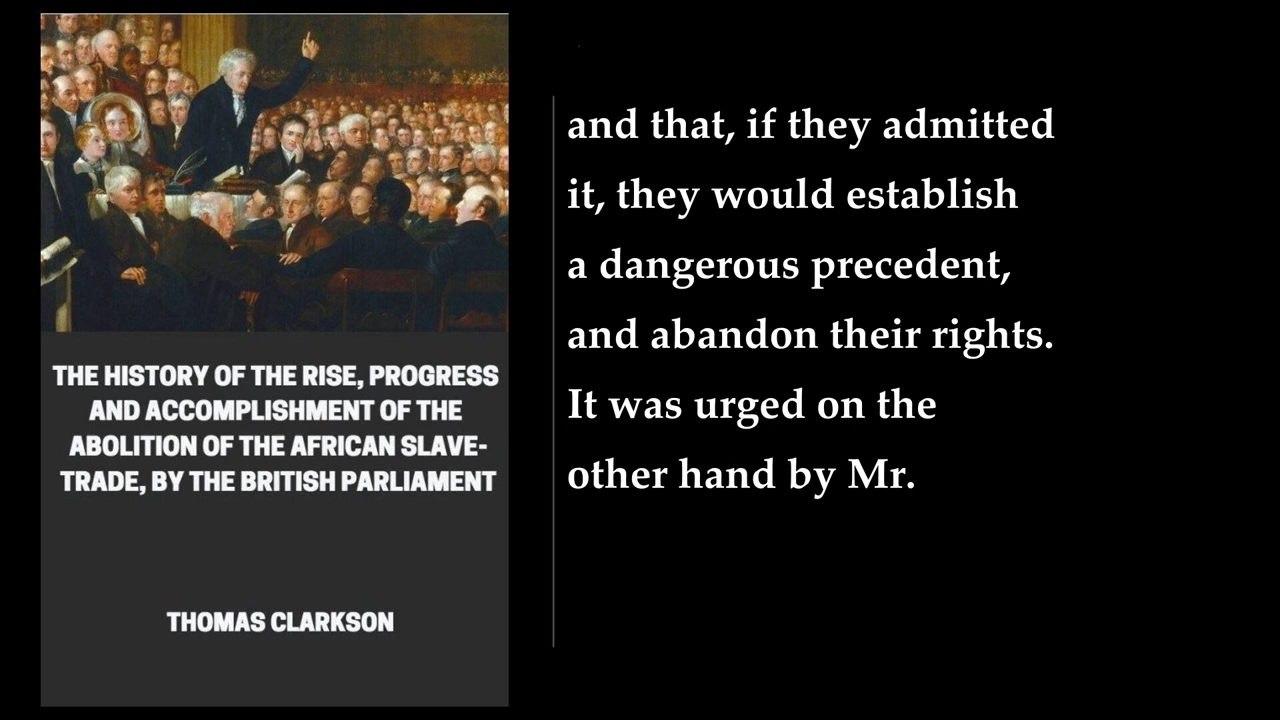 THE HISTORY OF THE RISE, PROGRESS
AND ACCOMPLISHMENT OF THE
ABOLITION OF THE AFRICAN SLAVE-
TRADE, BY THE BRITISH PARLIAMENT
THOMAS CLARKSON
and that, if they admitted
it, they would establish
a dangerous precedent,
and abandon their rights.
It was urged on the
other hand by Mr.